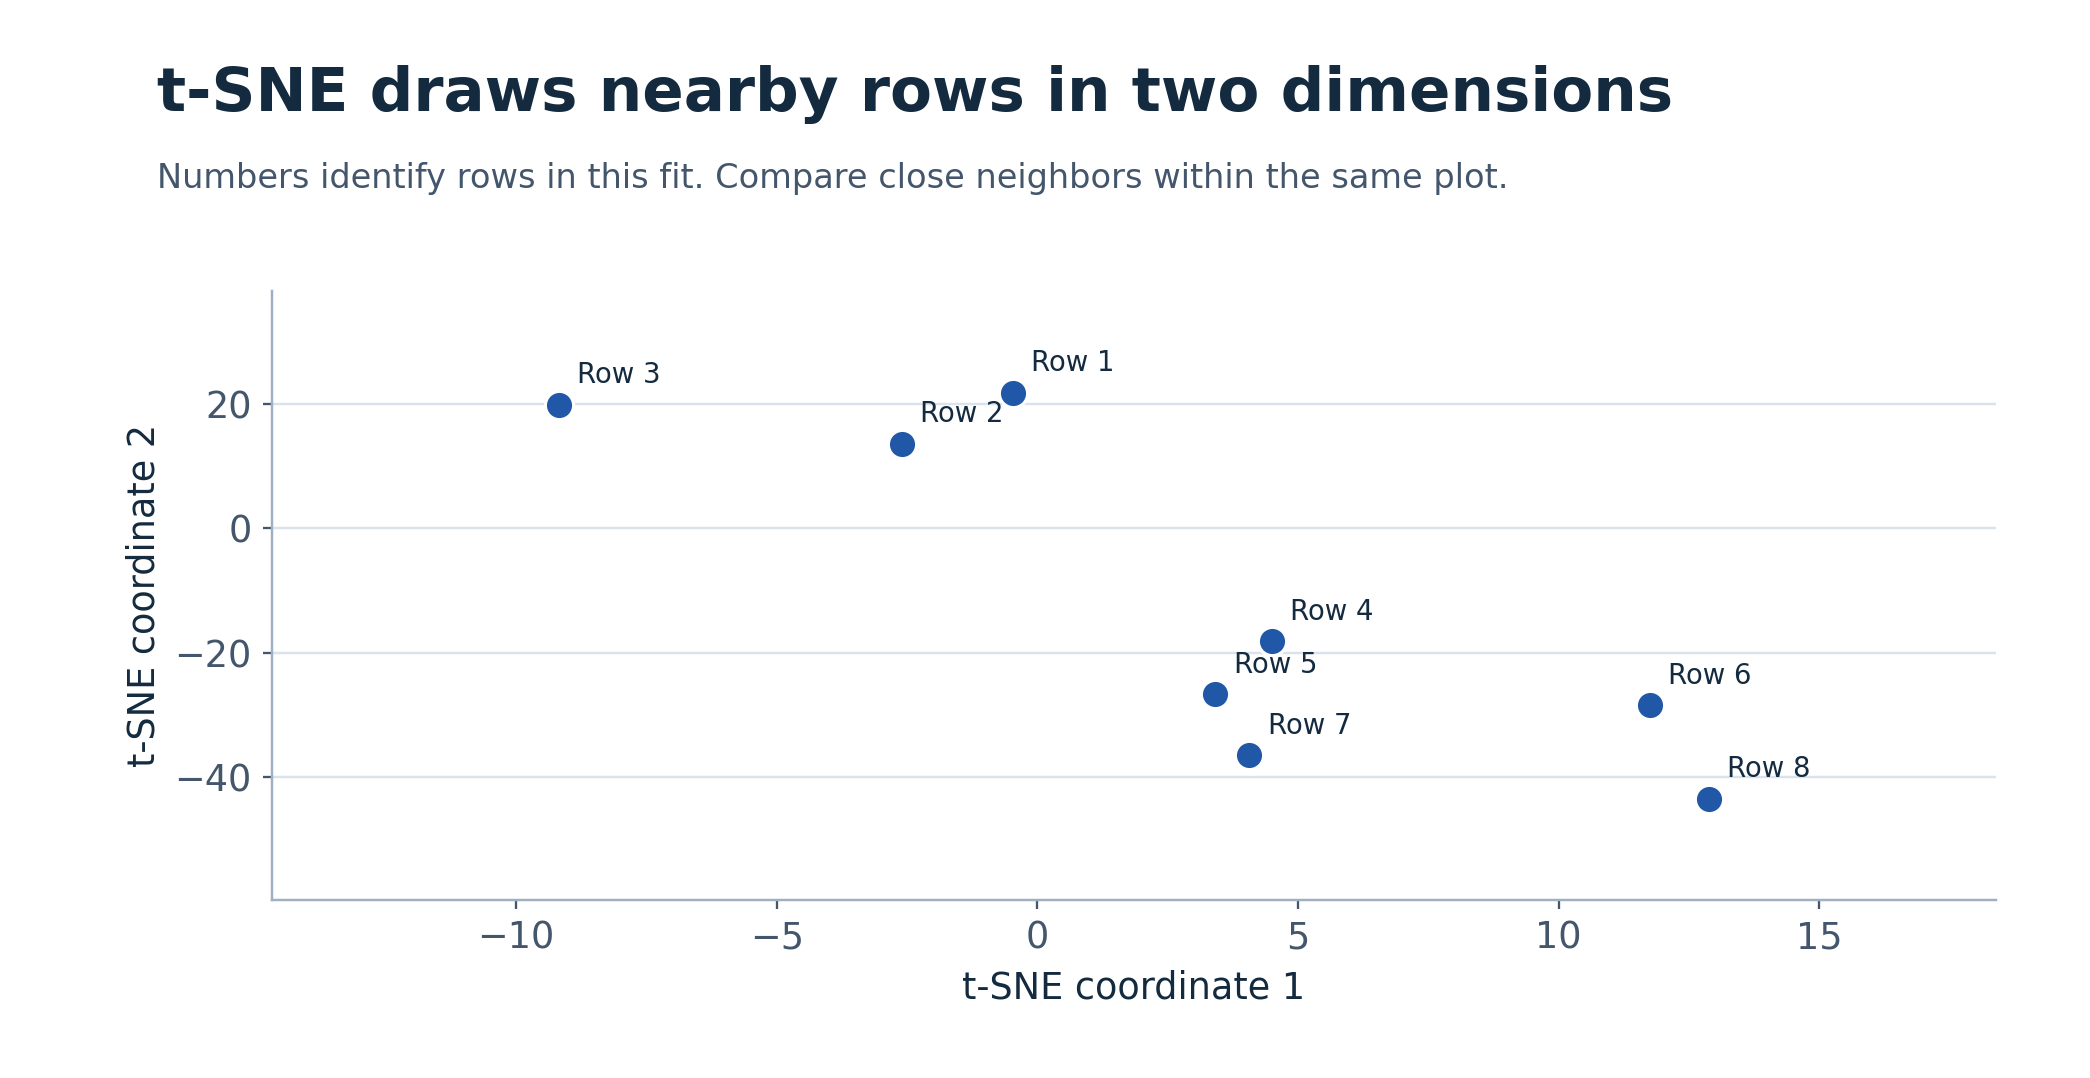 t-SNE draws nearby rows in two dimensions
Numbers identify rows in this fit. Compare close neighbors within the same plot.
Row 1
Row 3
Row 2
Row 4
Row 5
Row 6
Row 7
Row 8
t-SNE coordinate 2
20
0
−20
−40
−10
−5
0
5
10
15
t-SNE coordinate 1